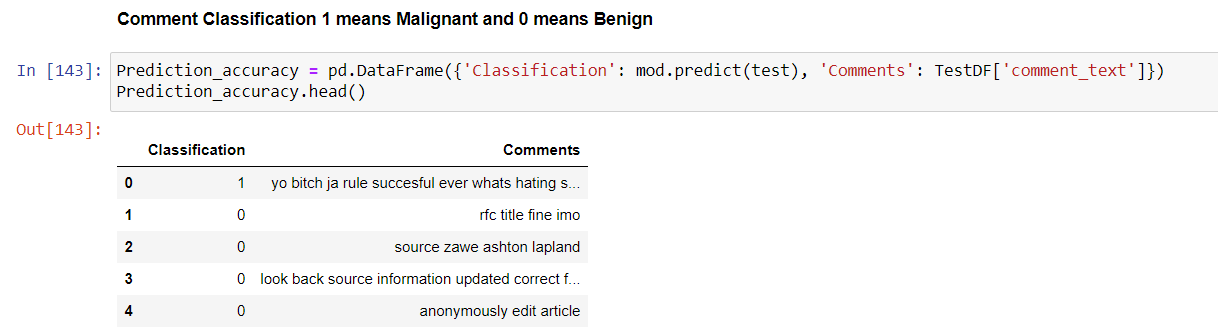 Comment Classification 1 means Malignant and 0 means Benign
In [143]: Prediction_accuracy = pd.DataFrame({'Classification': mod.predict(test), 'Comments': TestDF['comment_text']})
Prediction_accuracy.head()
Out[143]:
Classification Comments
0 1 yo bitch ja rule succesful ever whats hating s...
1 0 rfc title fine imo
2 0 source zawe ashton lapland
3 0 look back source information updated correct f...
4 0 anonymously edit article